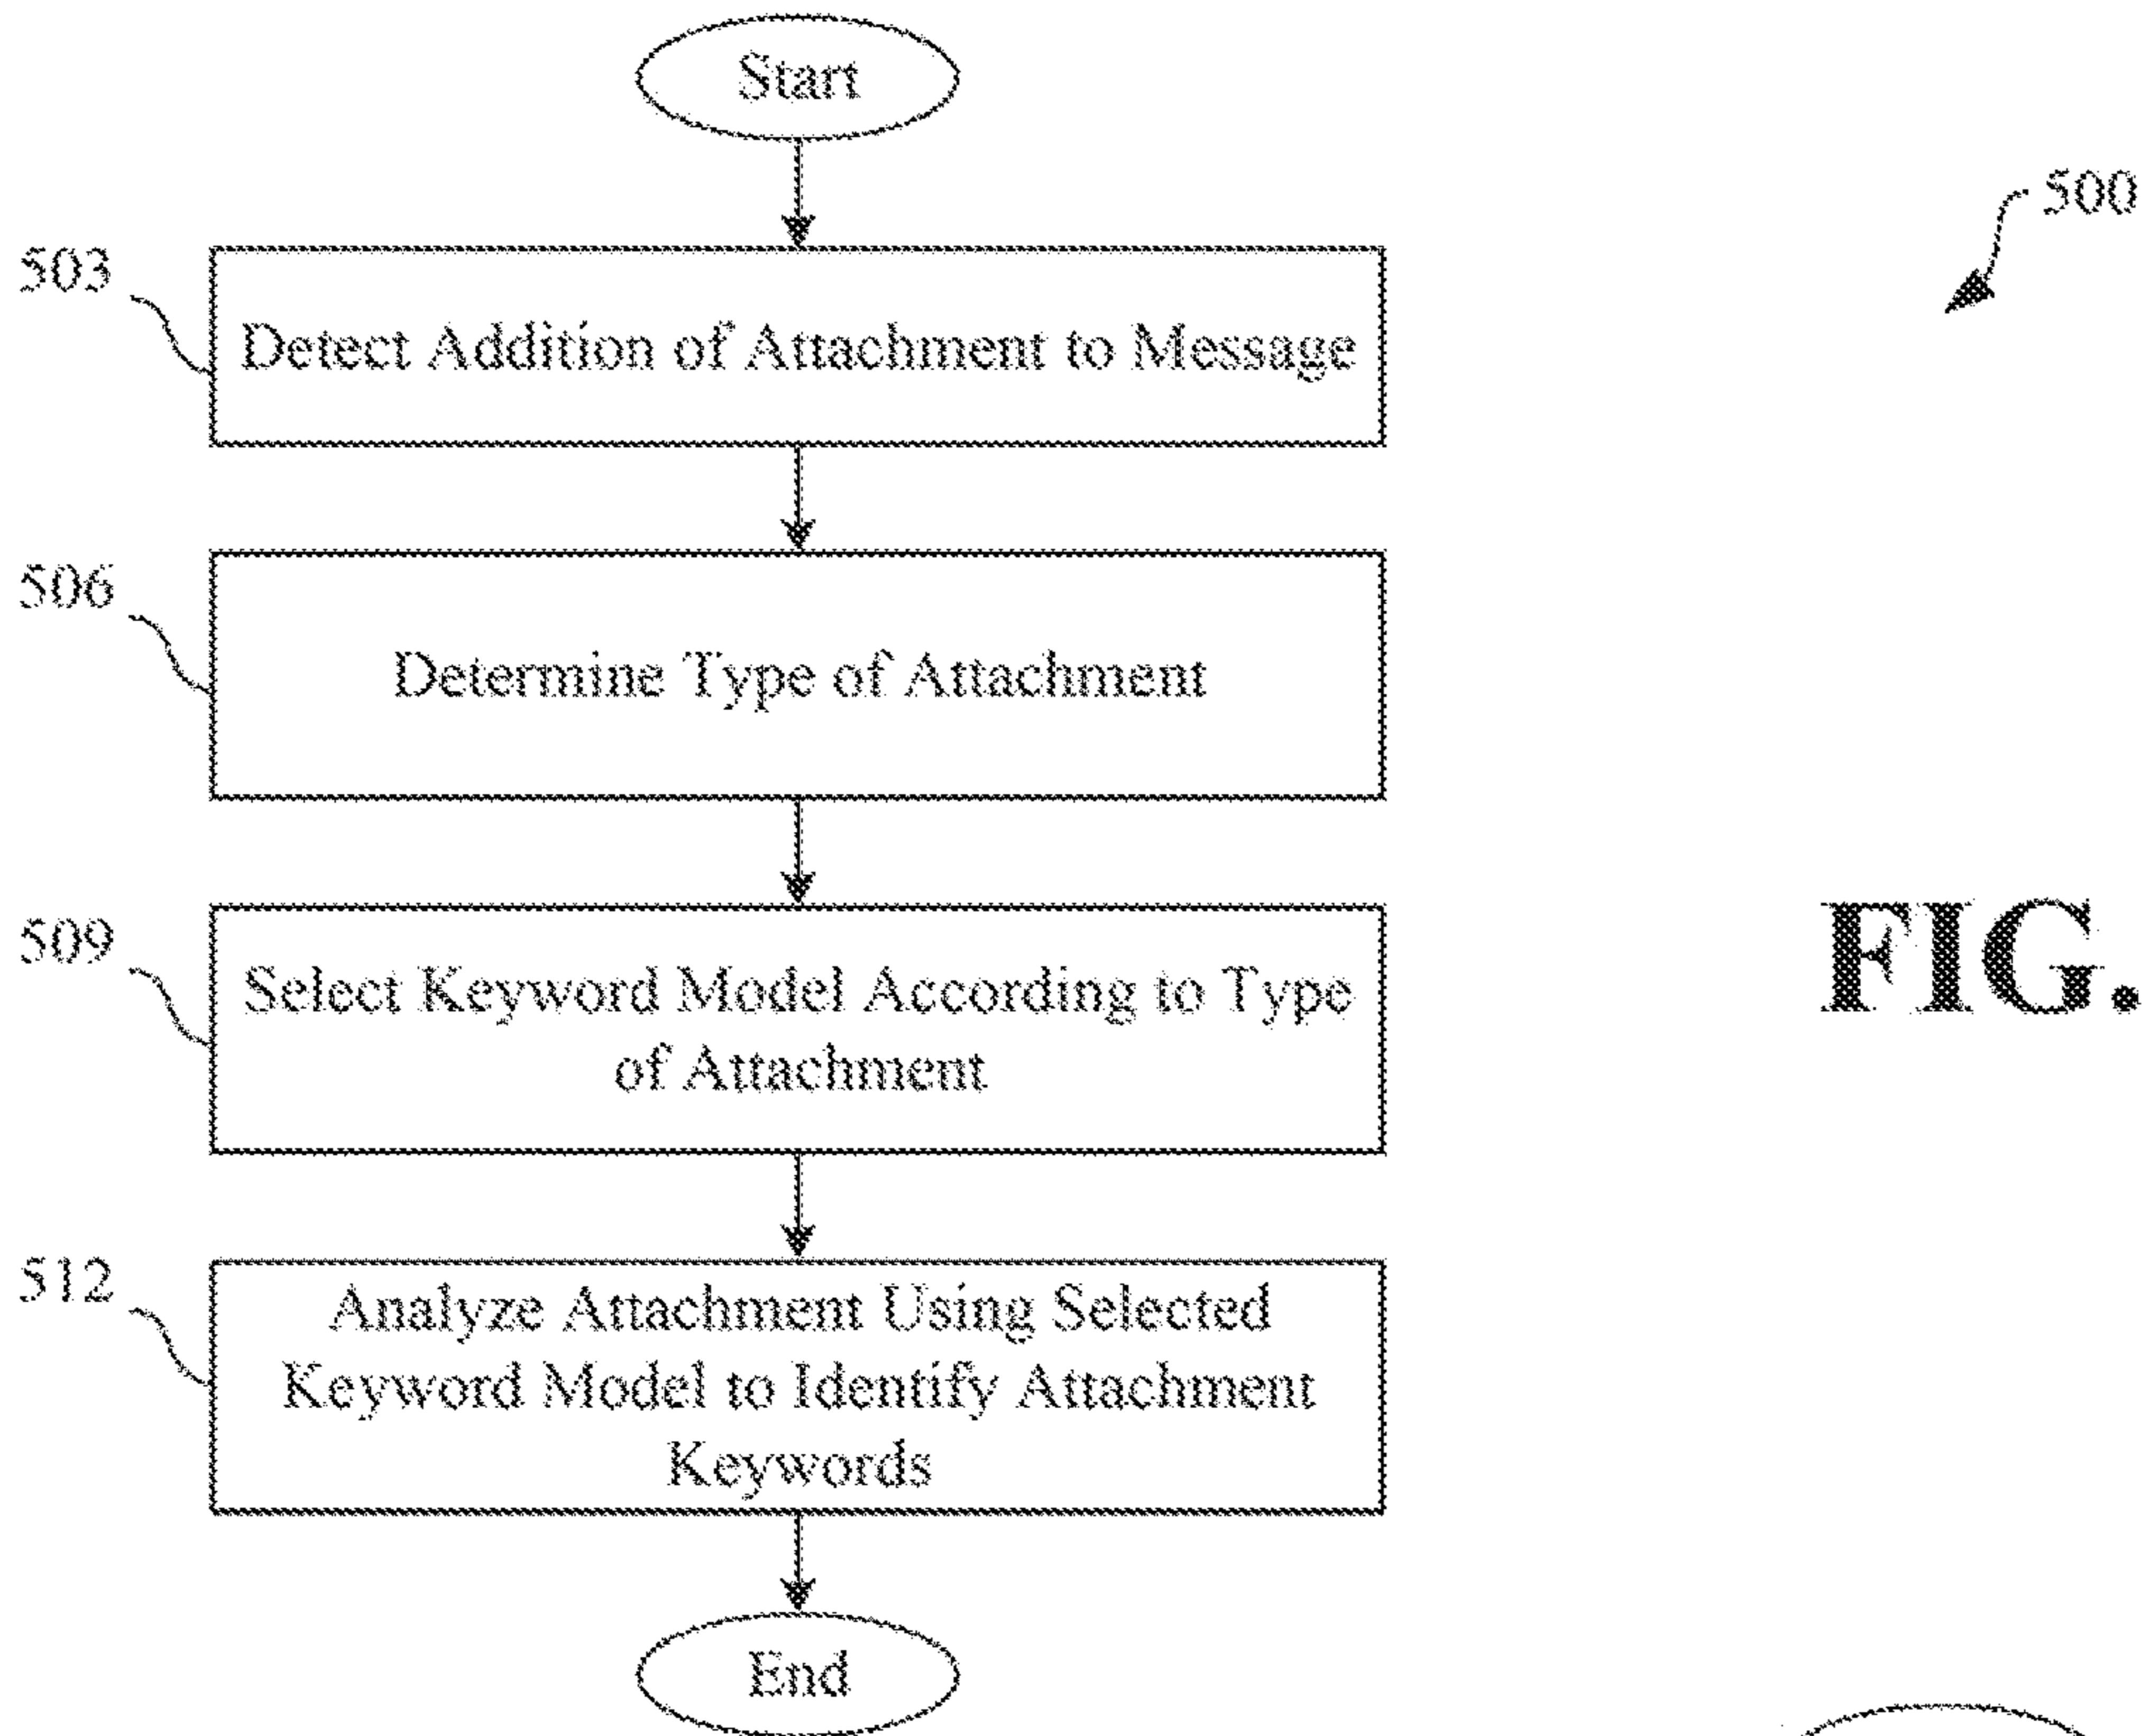 Start
500
503
Detect Addition of Attachment to Message
506
Determine Type of Attachment
509
Select Keyword Model According to Type
of Attachment
FIG.
512
Analyze Attachment Using Selected
Keyword Model to Identify Attachment
Keywords
End